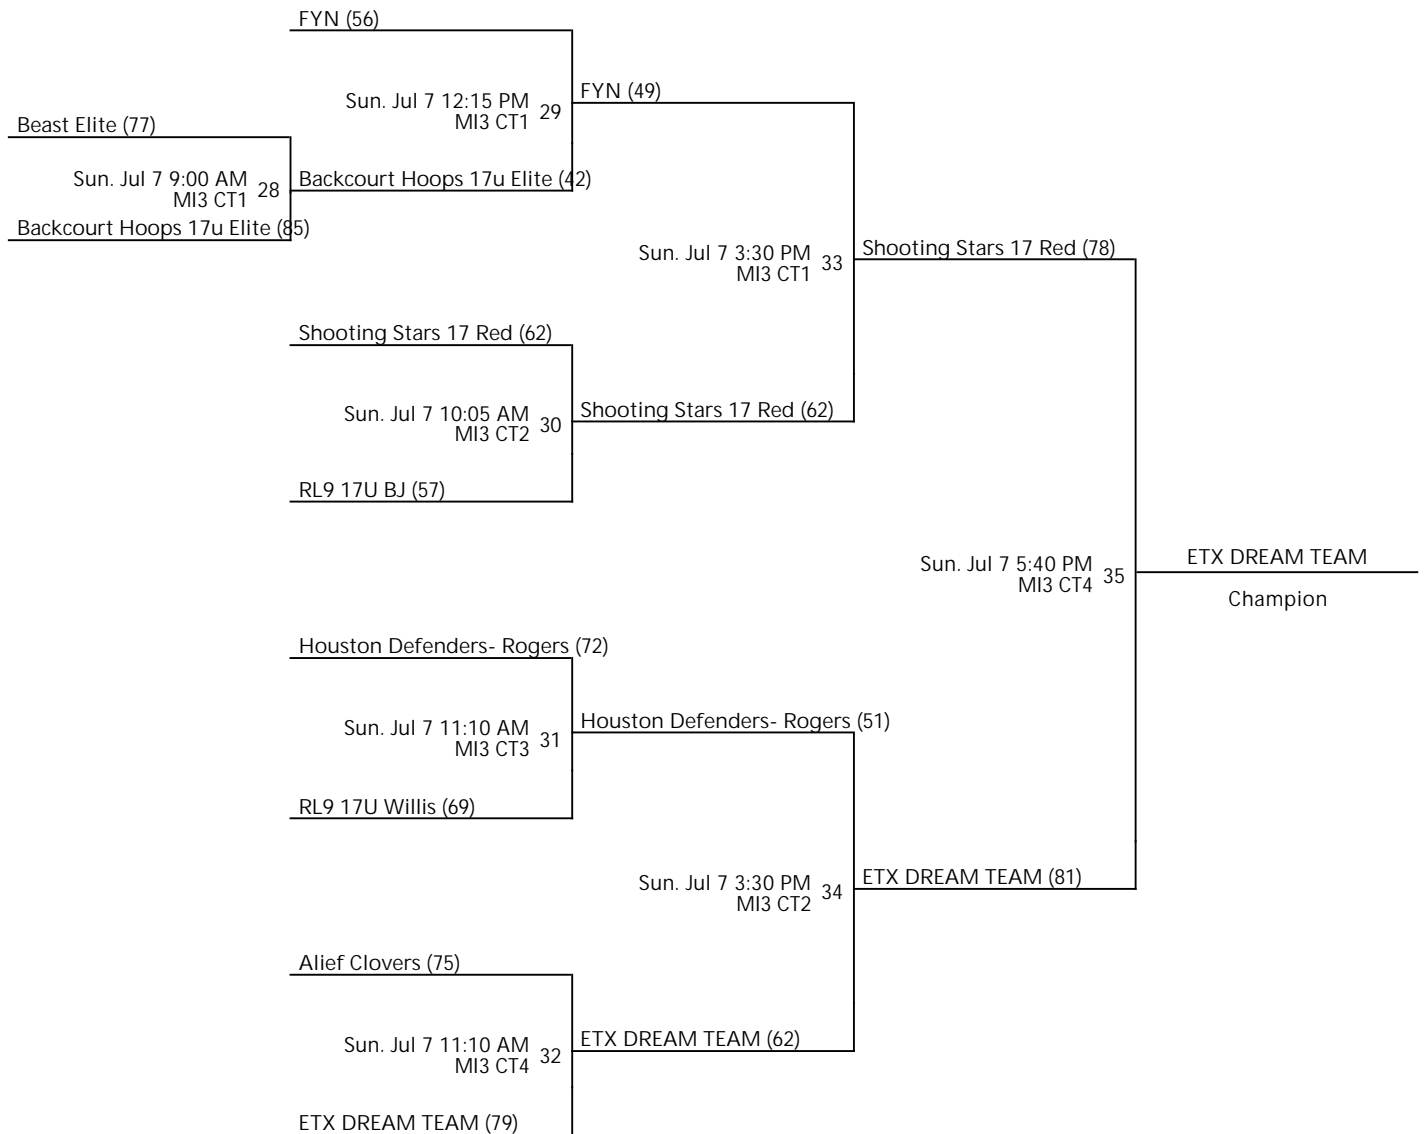 FYN (56)
Sun. Jul 7 12:15 PM
MI3 CT1
29
FYN (49)
Beast Elite (77)
Sun. Jul 7 9:00 AM
MI3 CT1
28
Backcourt Hoops 17u Elite (42)
Backcourt Hoops 17u Elite (85)
Sun. Jul 7 3:30 PM
MI3 CT1
33
Shooting Stars 17 Red (78)
Shooting Stars 17 Red (62)
Sun. Jul 7 10:05 AM
MI3 CT2
30
Shooting Stars 17 Red (62)
RL9 17U BJ (57)
Sun. Jul 7 5:40 PM
MI3 CT4
35
ETX DREAM TEAM
Champion
Houston Defenders- Rogers (72)
Sun. Jul 7 11:10 AM
MI3 CT3
31
Houston Defenders- Rogers (51)
RL9 17U Willis (69)
Sun. Jul 7 3:30 PM
MI3 CT2
34
ETX DREAM TEAM (81)
Alief Clovers (75)
Sun. Jul 7 11:10 AM
MI3 CT4
32
ETX DREAM TEAM (62)
ETX DREAM TEAM (79)